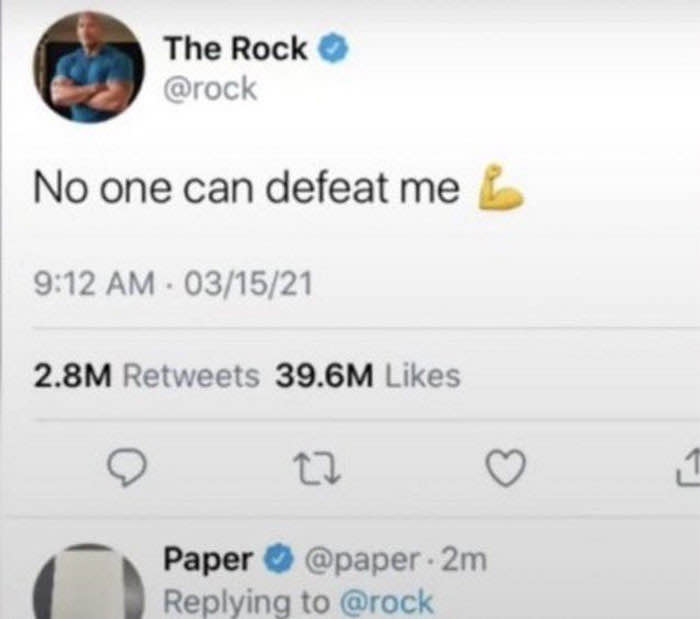 The Rock
@rock
No one can defeat me 💪
9:12 AM · 03/15/21
2.8M Retweets 39.6M Likes
Paper @paper · 2m
Replying to @rock